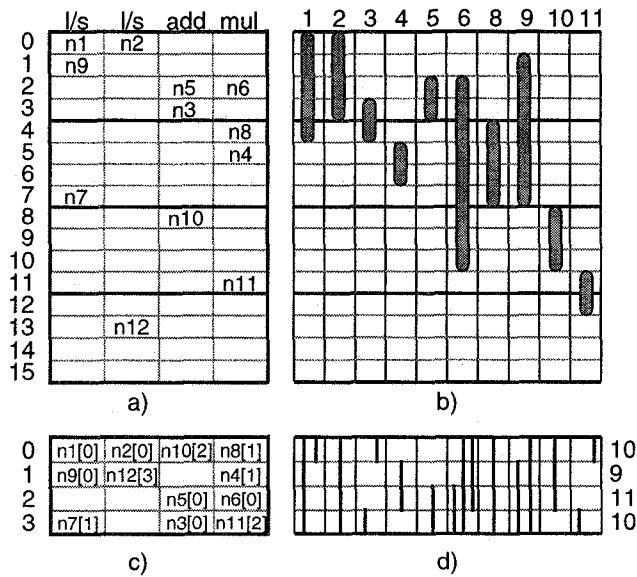 l/s l/s add mul 1 2 3 4 5 6 8 9 10 11
0 n1 n2
1 n9
2 n5 n6
3 n3
4 n8
5 n4
6
7 n7
8 n10
9
10
11 n11
12
13 n12
14
15
a) b)
0 n1[0] n2[0] n10[2] n8[1] 10
1 n9[0] n12[3] n4[1] 9
2 n5[0] n6[0] 11
3 n7[1] n3[0] n11[2] 10
c) d)